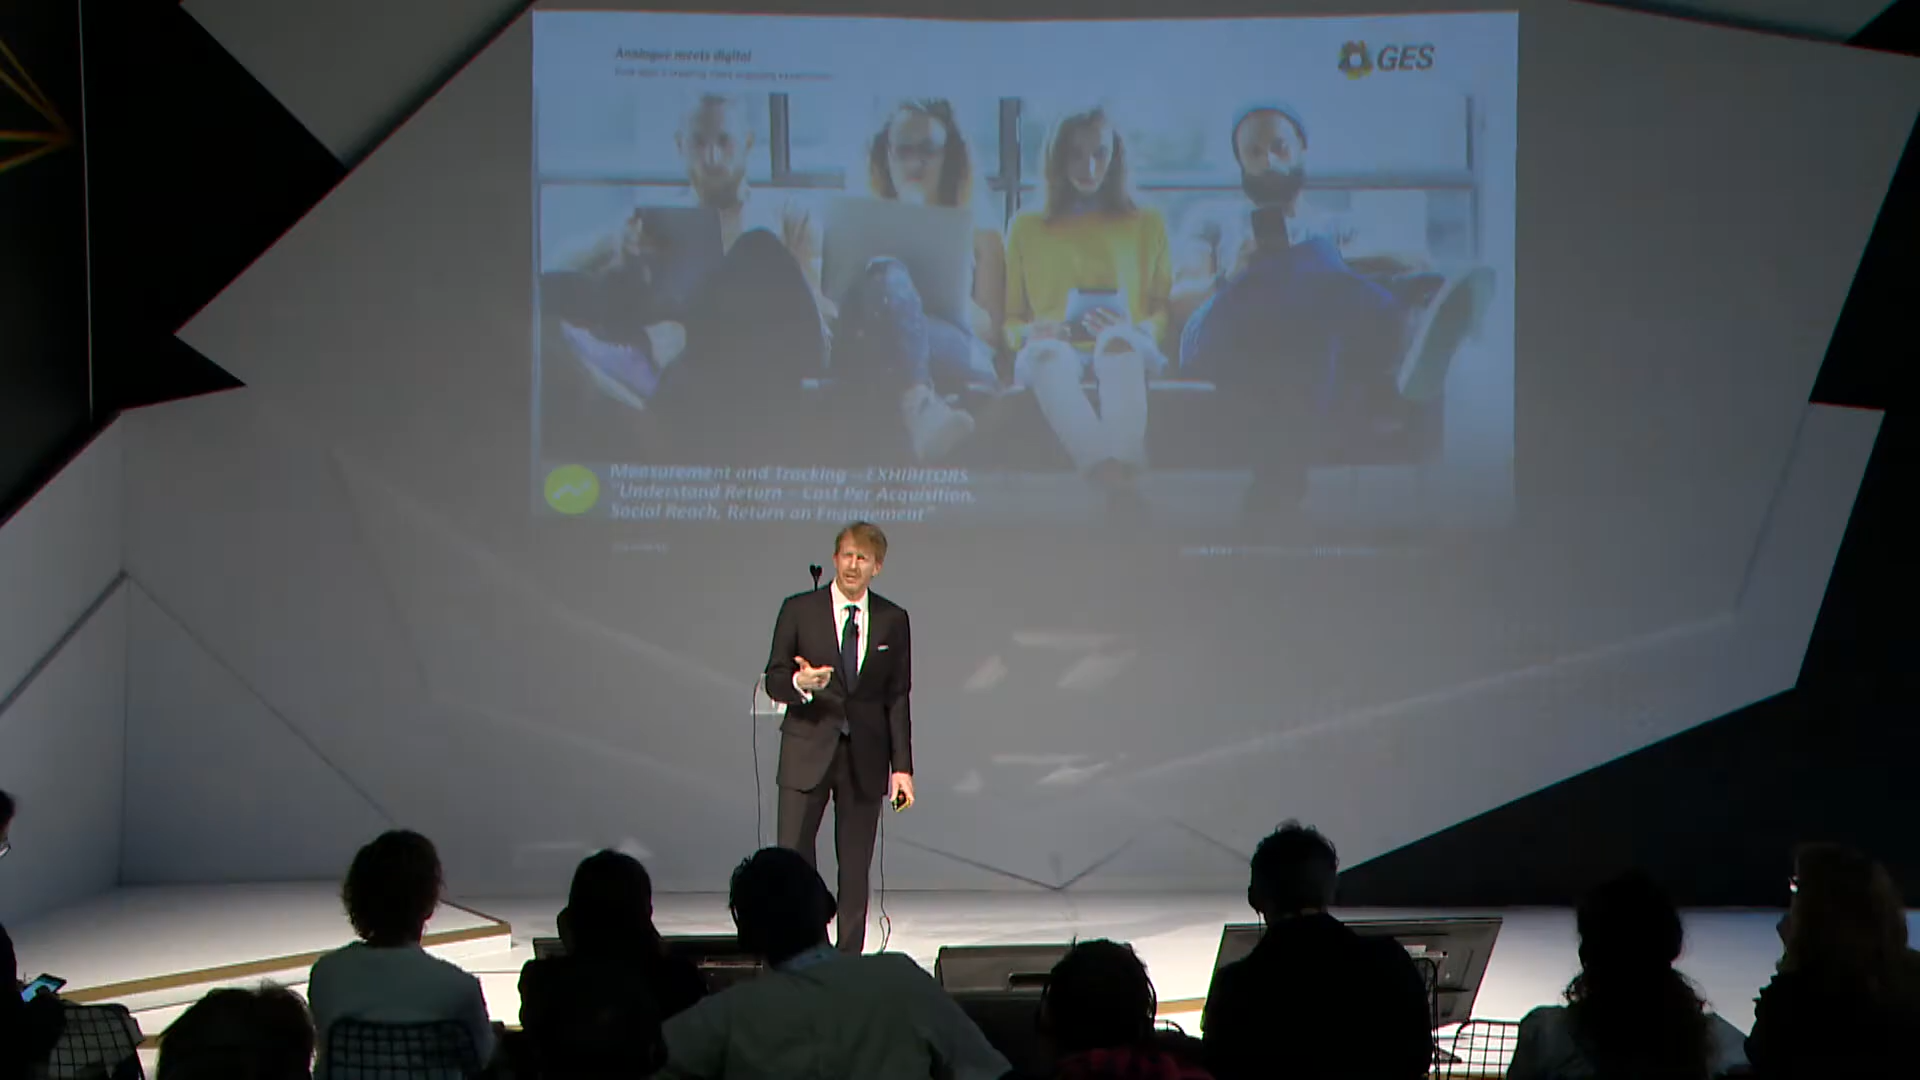 Analogue meets digital
GES
Measurement and Tracking – EXHIBITORS
"Understand Return – Cost Per Acquisition,
Social Reach, Return on Engagement"